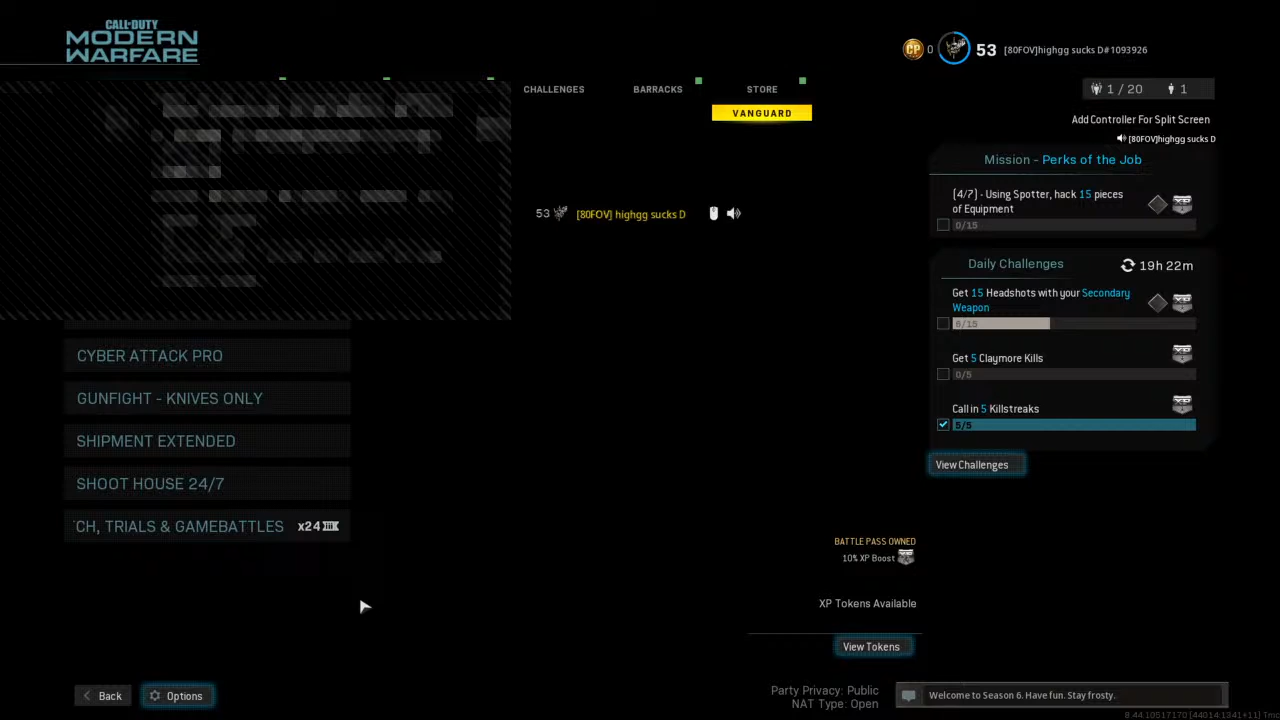 CALL OF DUTY
MODERN
WARFARE
CP 0 53 [80FOV]highgg sucks D#1093926
CHALLENGES BARRACKS STORE
VANGUARD
1 / 20 1
Add Controller For Split Screen
[80FOV]highgg sucks D
Mission - Perks of the Job
[4/7] - Using Spotter, hack 15 pieces
of Equipment
0/15
53 [80FOV] highgg sucks D
Daily Challenges 19h 22m
Get 15 Headshots with your Secondary
Weapon
6/15
Get 5 Claymore Kills
0/5
Call in 5 Killstreaks
5/5
View Challenges
CYBER ATTACK PRO
GUNFIGHT - KNIVES ONLY
SHIPMENT EXTENDED
SHOOT HOUSE 24/7
CH, TRIALS & GAMEBATTLES x24
BATTLE PASS OWNED
10% XP Boost
XP Tokens Available
View Tokens
Back Options
Party Privacy: Public
NAT Type: Open
Welcome to Season 6. Have fun. Stay frosty.